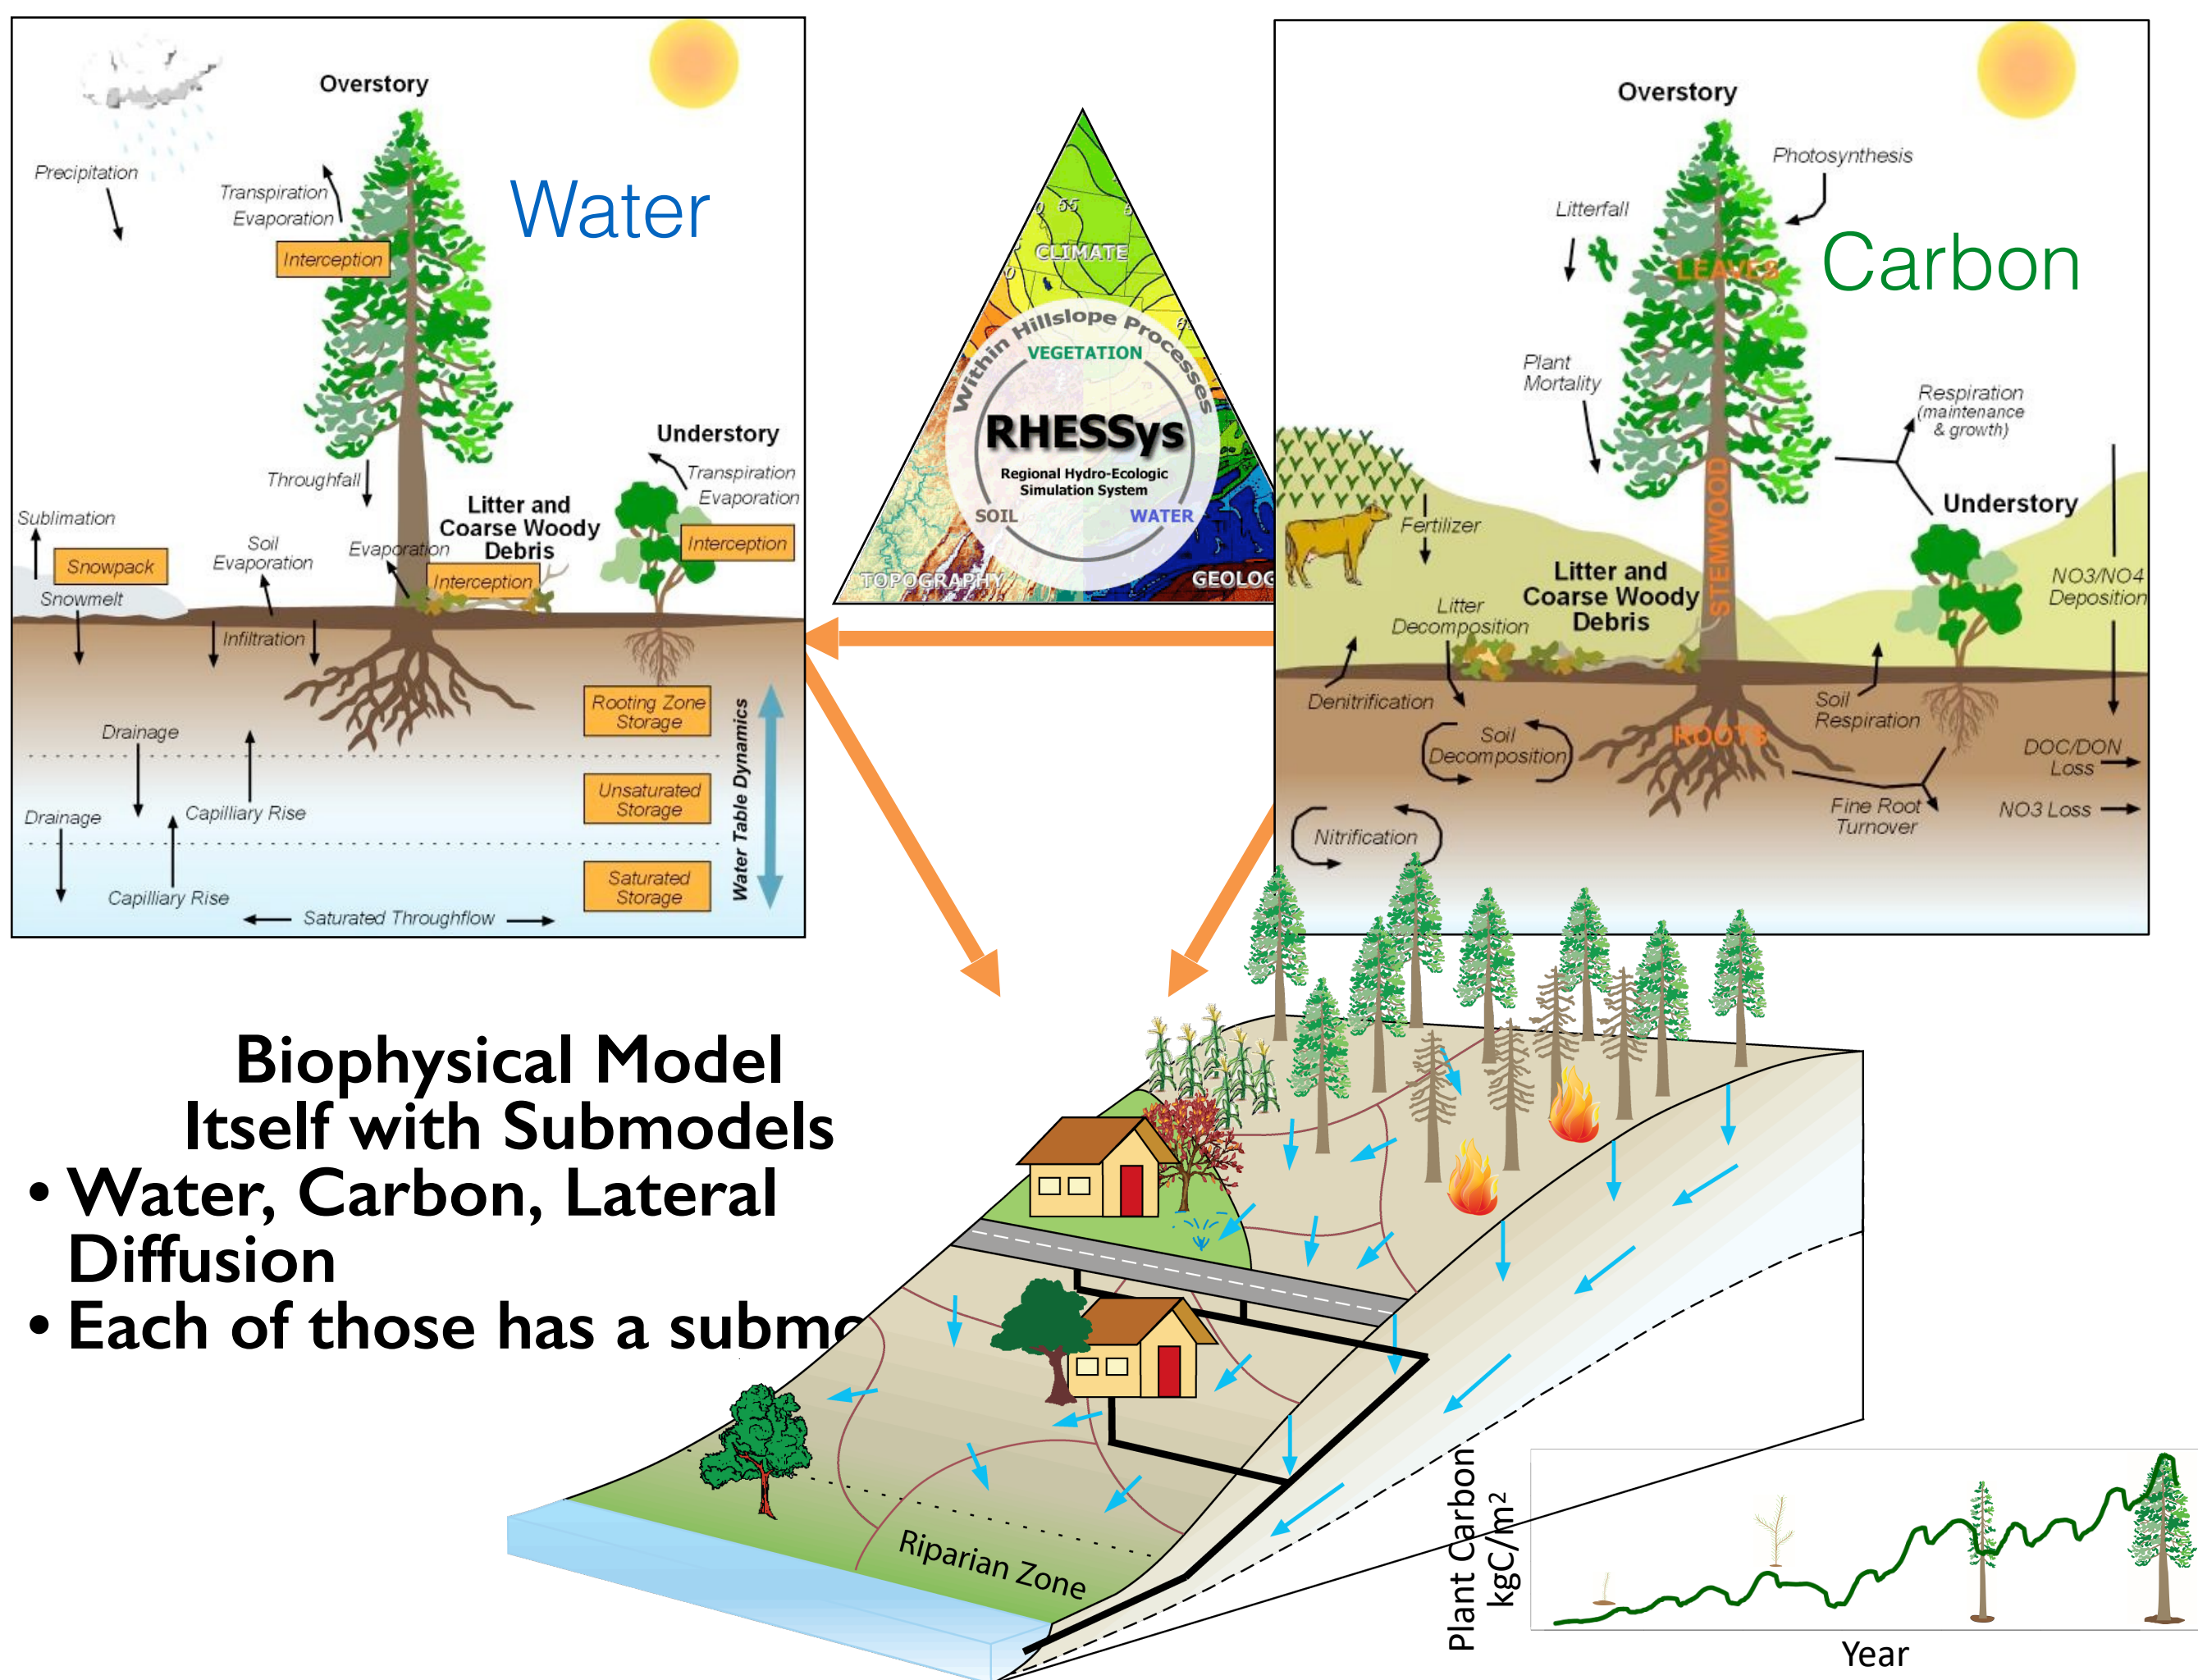 Overstory
Precipitation
Transpiration
Evaporation
Interception
Water
Understory
Transpiration
Evaporation
Interception
Throughfall
Litter and
Coarse Woody
Debris
Interception
Sublimation
Snowpack
Snowmelt
Soil
Evaporation
Evaporation
Infiltration
Rooting Zone
Storage
Drainage
Unsaturated
Storage
Capilliary Rise
Drainage
Saturated
Storage
Capilliary Rise
Saturated Throughflow
Water Table Dynamics
55
CLIMATE
Within Hillslope Processes
VEGETATION
RHESSys
Regional Hydro-Ecologic
Simulation System
SOIL
WATER
TOPOGRAPHY
GEOLOG
Overstory
Photosynthesis
Litterfall
LEAVES
Carbon
Plant
Mortality
Respiration
(maintenance
& growth)
STEMWOOD
Understory
Fertilizer
Litter and
Coarse Woody
Debris
Litter
Decomposition
NO3/NO4
Deposition
Denitrification
Soil
Respiration
Soil
Decomposition
ROOTS
DOC/DON
Loss
Fine Root
Turnover
NO3 Loss
Nitrification
Biophysical Model
Itself with Submodels
• Water, Carbon, Lateral
Diffusion
• Each of those has a submo
Riparian Zone
Plant Carbon
kgC/m²
Year